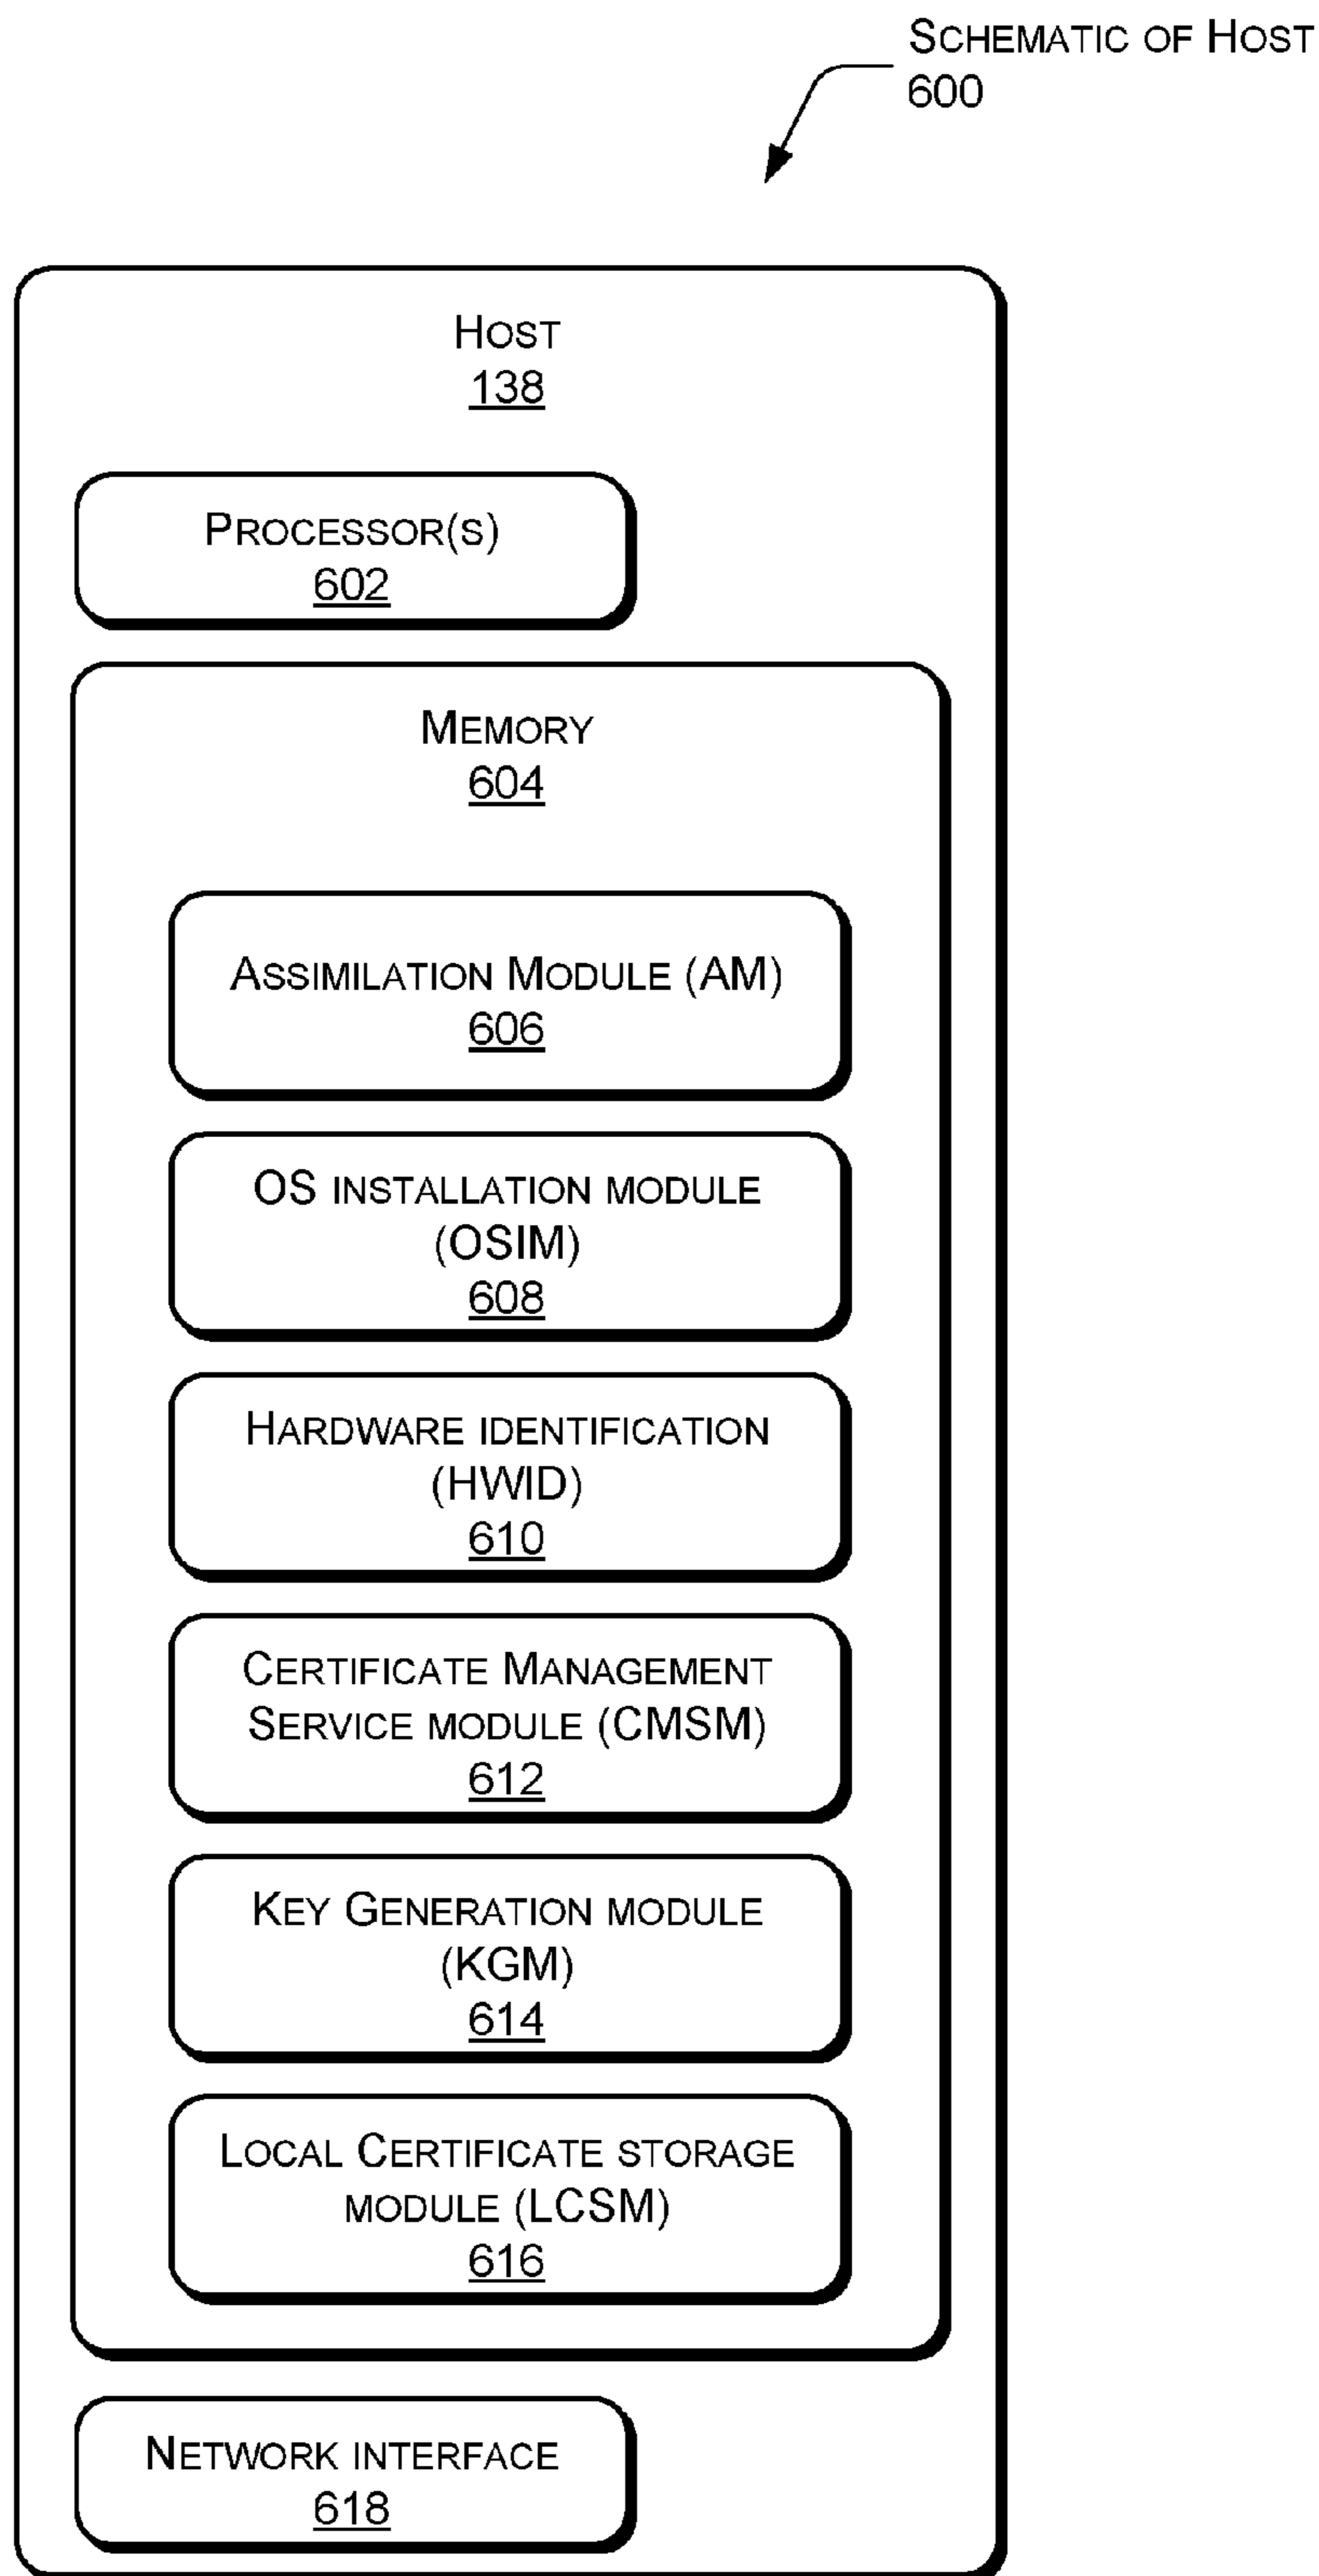 SCHEMATIC OF HOST
600
HOST
138
PROCESSOR(S)
602
MEMORY
604
ASSIMILATION MODULE (AM)
606
OS INSTALLATION MODULE
(OSIM)
608
HARDWARE IDENTIFICATION
(HWID)
610
CERTIFICATE MANAGEMENT
SERVICE MODULE (CMSM)
612
KEY GENERATION MODULE
(KGM)
614
LOCAL CERTIFICATE STORAGE
MODULE (LCSM)
616
NETWORK INTERFACE
618